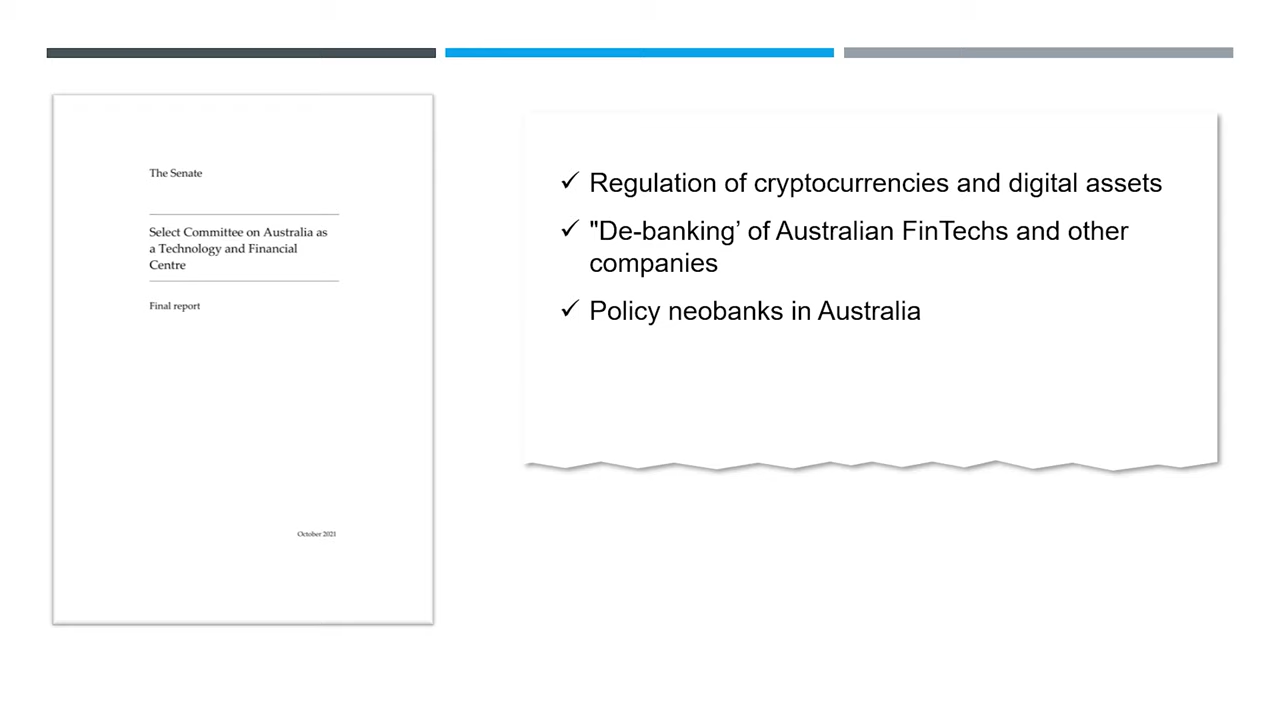 The Senate
Select Committee on Australia as
a Technology and Financial
Centre
Final report
October 2021
✓ Regulation of cryptocurrencies and digital assets
✓ "De-banking’ of Australian FinTechs and other
companies
✓ Policy neobanks in Australia